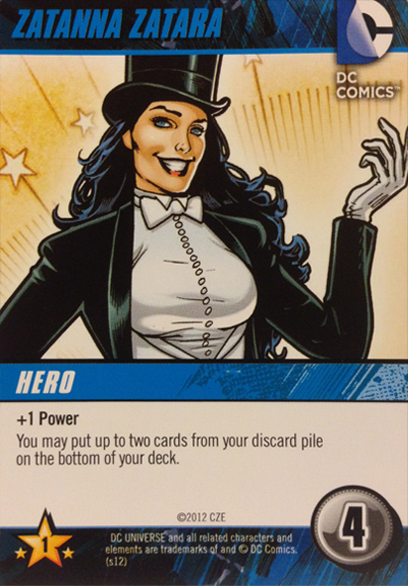 ZATANNA ZATARA
DC
COMICS™
HERO
+1 Power
You may put up to two cards from your discard pile
on the bottom of your deck.
©2012 CZE
1
DC UNIVERSE and all related characters and
elements are trademarks of and © DC Comics.
(s12)
4